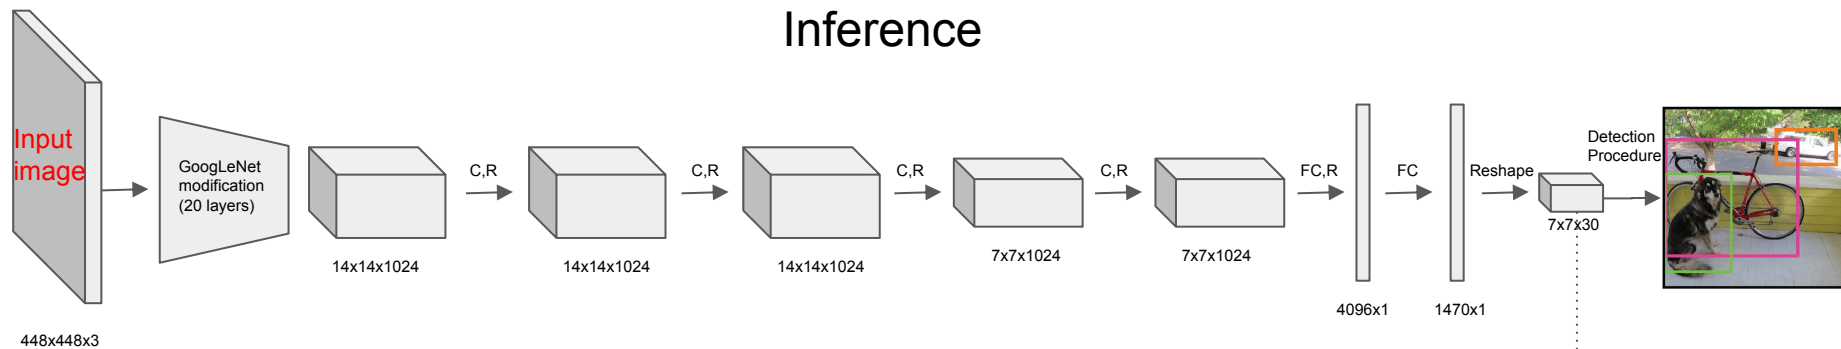 Inference
Input
image
448x448x3
GoogLeNet
modification
(20 layers)
14x14x1024
C,R
14x14x1024
C,R
14x14x1024
C,R
7x7x1024
C,R
7x7x1024
FC,R
4096x1
FC
1470x1
Reshape
7x7x30
Detection
Procedure